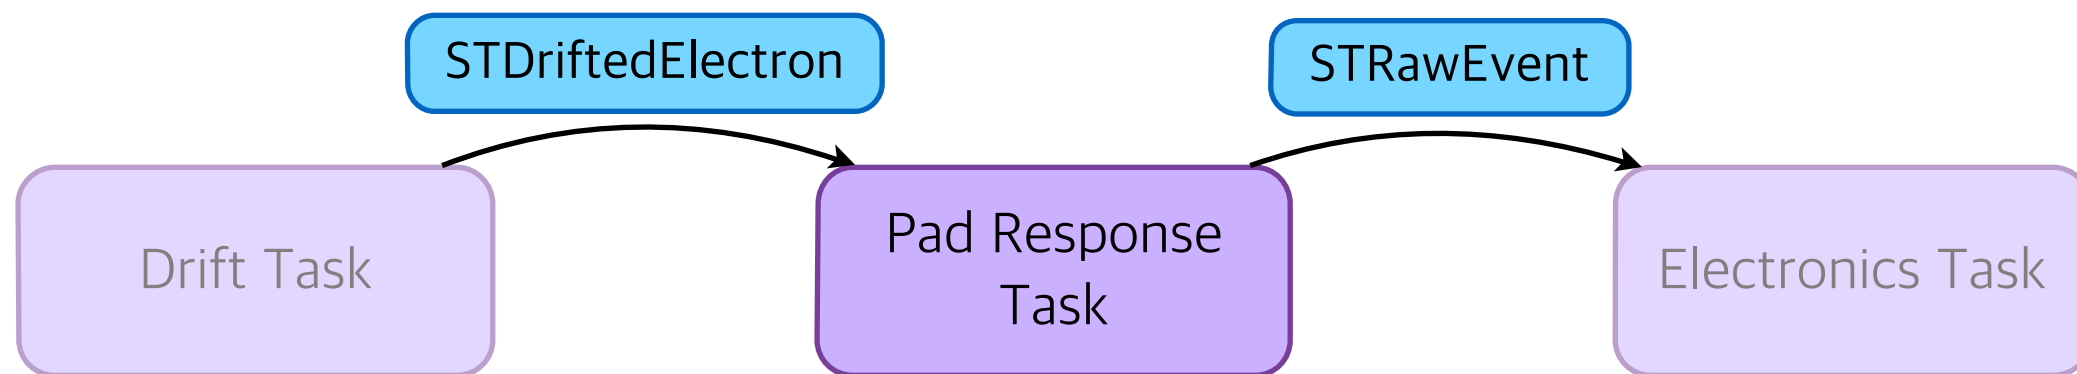 STDriftedElectron
STRawEvent
Drift Task
Pad Response
Task
Electronics Task